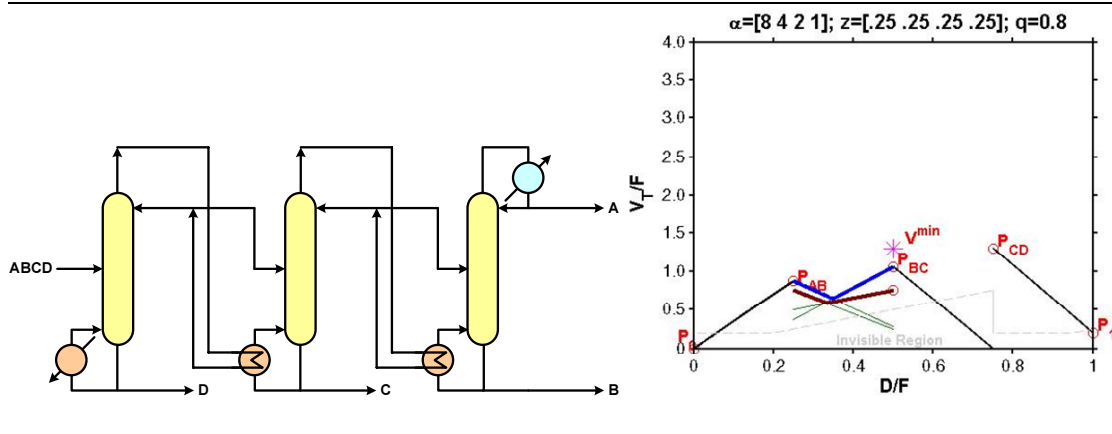 α=[8 4 2 1]; z=[.25 .25 .25 .25]; q=0.8
ABCD
D
C
B
A
V_T/F
4.0
3.5
3.0
2.5
2.0
1.5
1.0
0.5
0
P
P_AB
V^min
P_BC
P_CD
P
Invisible Region
0
0.2
0.4
0.6
0.8
1
D/F